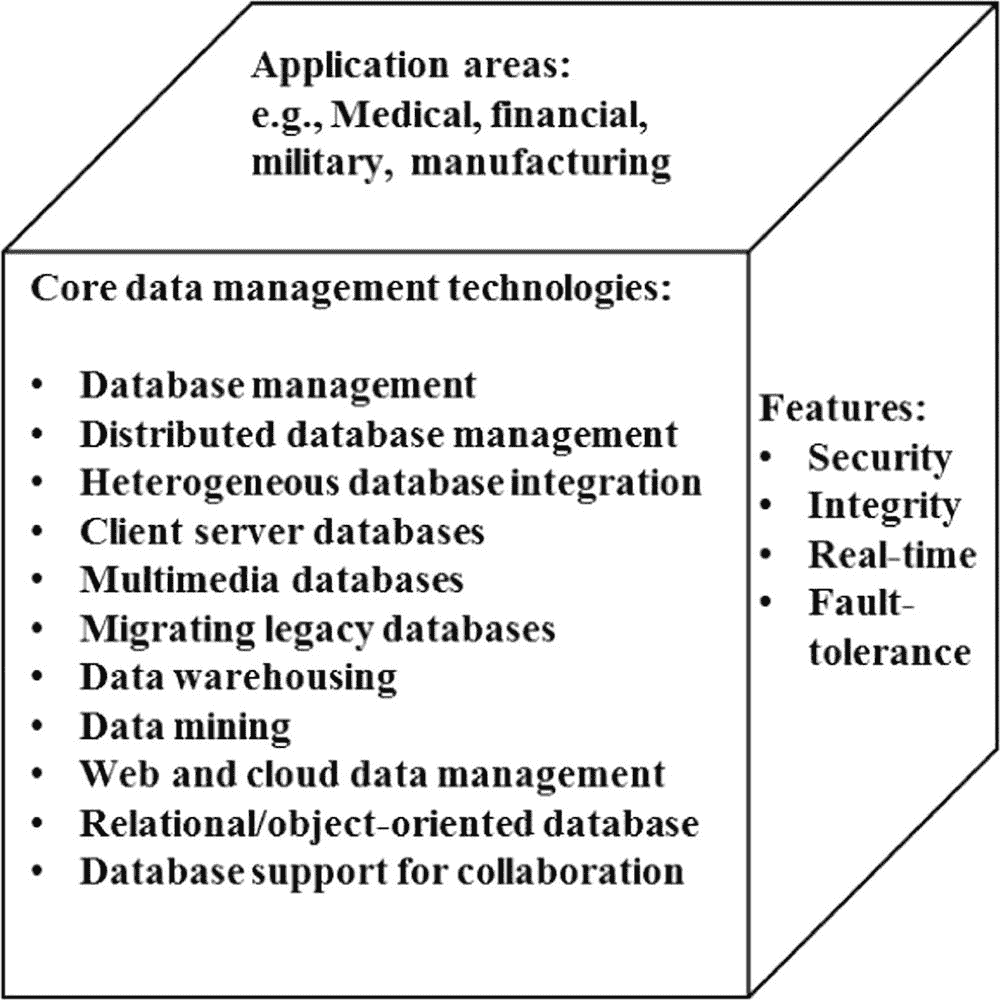 Application areas:
e.g., Medical, financial,
military, manufacturing
Core data management technologies:
• Database management
• Distributed database management
• Heterogeneous database integration
• Client server databases
• Multimedia databases
• Migrating legacy databases
• Data warehousing
• Data mining
• Web and cloud data management
• Relational/object-oriented database
• Database support for collaboration
Features:
• Security
• Integrity
• Real-time
• Fault-
tolerance